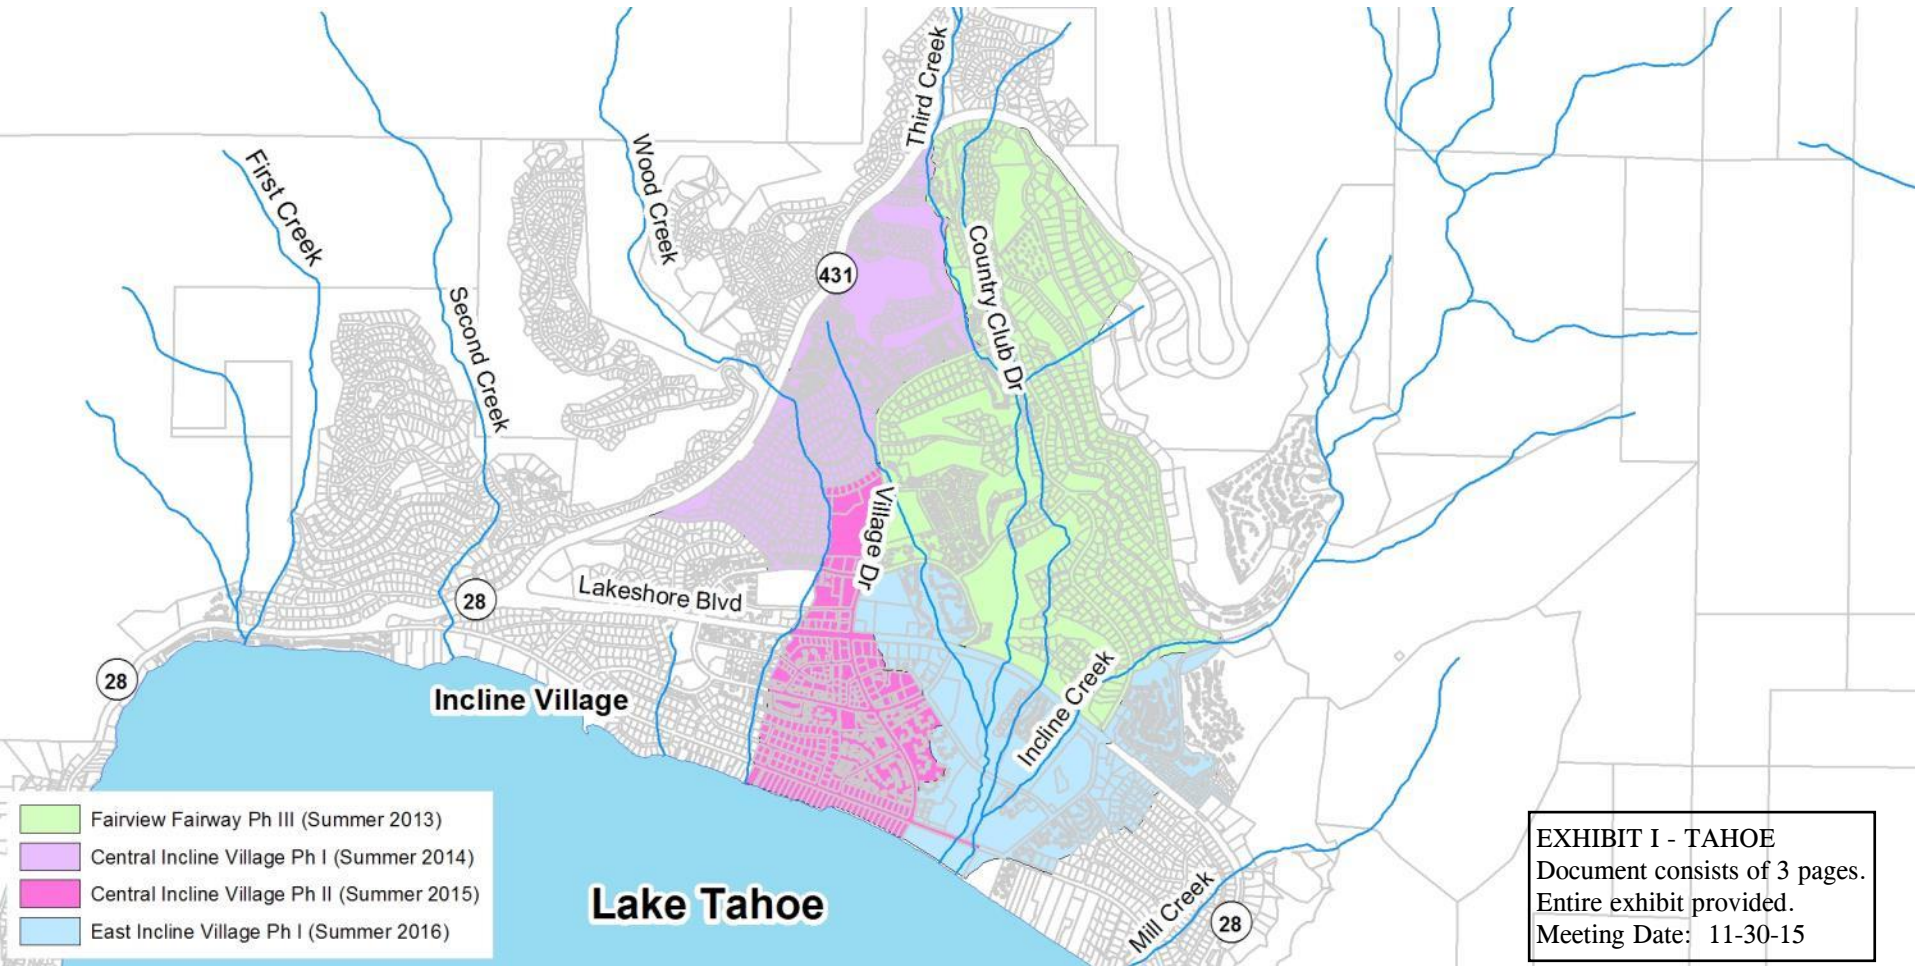 Third Creek
First Creek
Wood Creek
Country Club Dr
431
Second Creek
Village Dr
Lakeshore Blvd
28
28
Incline Village
Incline Creek
Fairview Fairway Ph III (Summer 2013)
Central Incline Village Ph I (Summer 2014)
Central Incline Village Ph II (Summer 2015)
East Incline Village Ph I (Summer 2016)
Lake Tahoe
Mill Creek
28
EXHIBIT I - TAHOE
Document consists of 3 pages.
Entire exhibit provided.
Meeting Date: 11-30-15